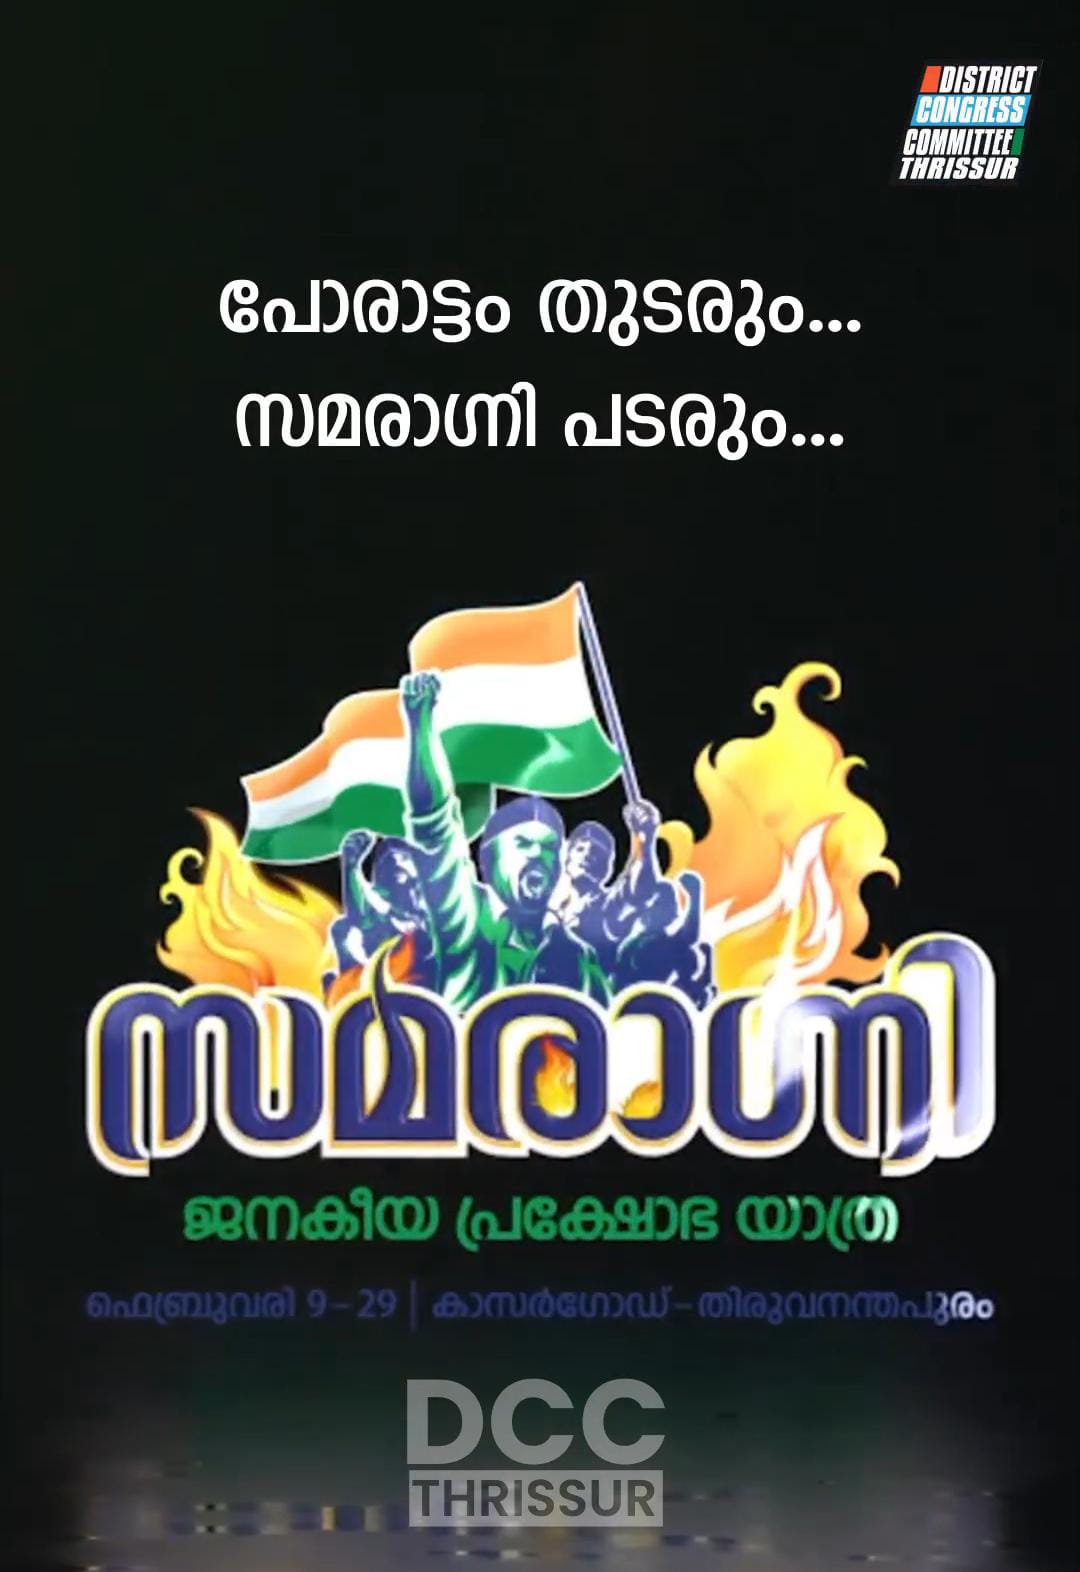 DISTRICT
CONGRESS
COMMITTEE
THRISSUR
പോരാട്ടം തുടരും...
സമരാഗ്നി പടരും...
സമരാഗ്നി
ജനകീയ പ്രക്ഷോഭ യാത്ര
ഫെബ്രുവരി 9-29 | കാസർഗോഡ്-തിരുവനന്തപുരം
DCC
THRISSUR